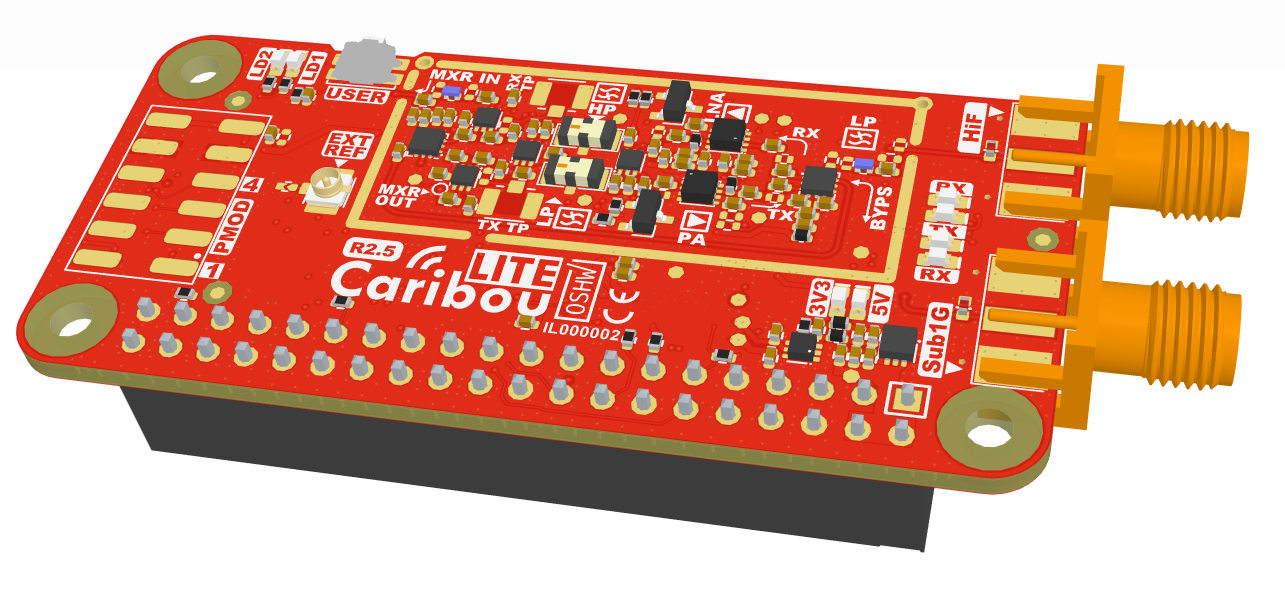 LD2
LD1
USER
MXR IN
RX
TP
HP
LNA
RX
LP
HiF
EXT
REF
PMOD
4
1
MXR
OUT
LP
TX TP
PA
TX
BYPS
PX
TX
RX
R2.5
Caribou
LITE
OSHW
CE
IL000002
3V3
5V
Sub1G